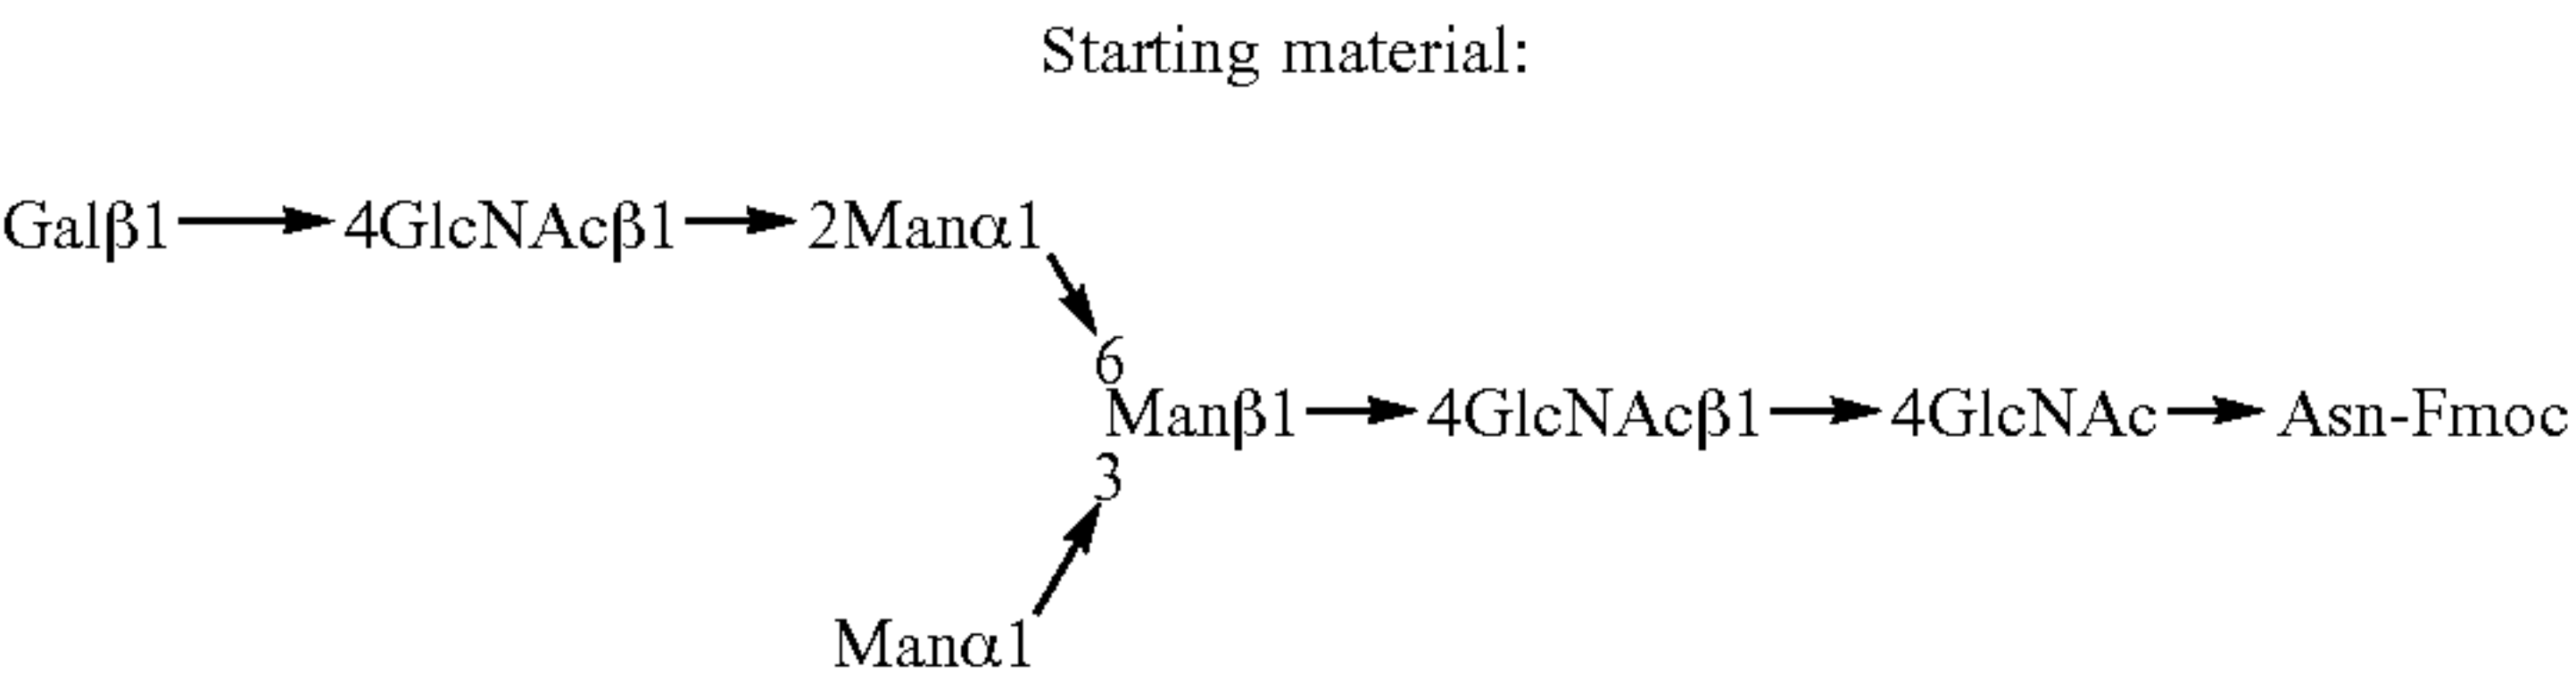 Starting material:
Galβ1 → 4GlcNAcβ1 → 2Manα1
6
Manβ1 → 4GlcNAcβ1 → 4GlcNAc → Asn-Fmoc
3
Manα1